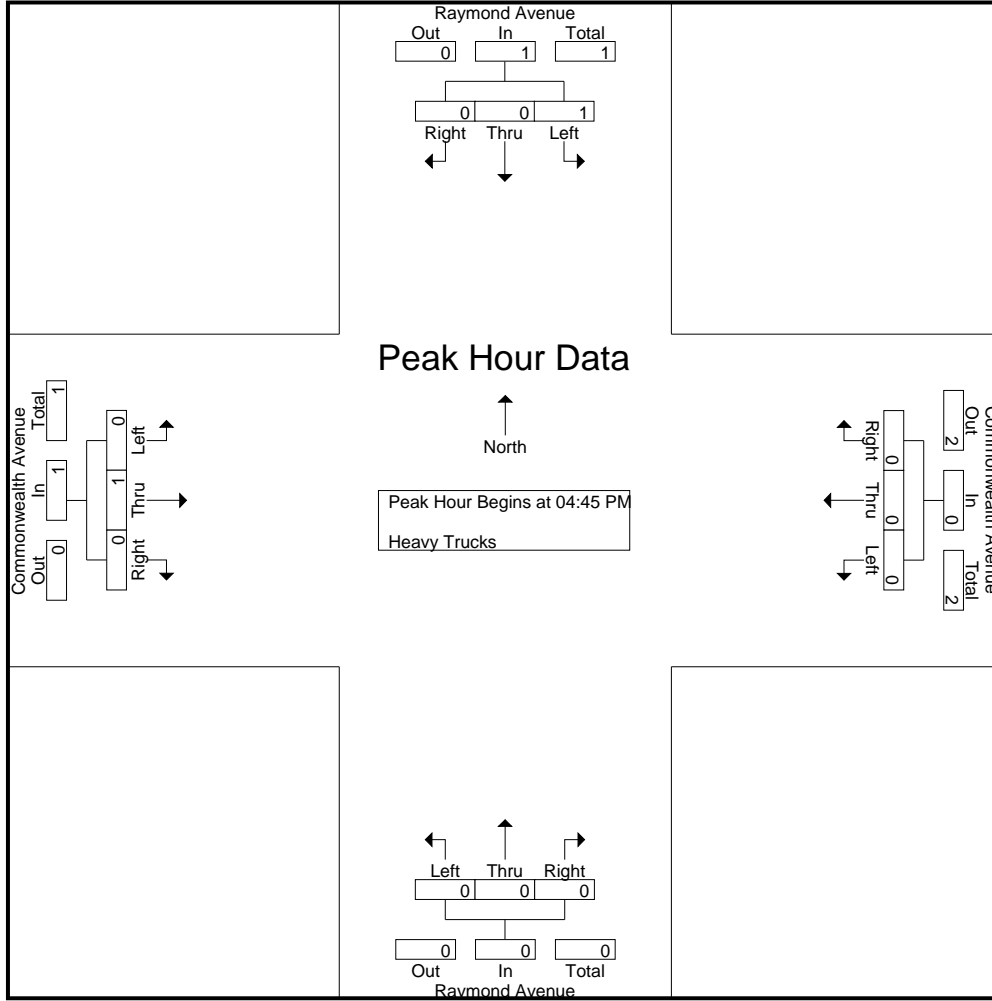 Raymond Avenue
Out In Total
0 1 1
0 0 1
Right Thru Left
Peak Hour Data
North
Peak Hour Begins at 04:45 PM
Heavy Trucks
Commonwealth Avenue
Total In Out
1 1 0
0 1 0
Left Thru Right
Commonwealth Avenue
Out In Total
2 0 2
0 0 0
Right Thru Left
Left Thru Right
0 0 0
0 0 0
Out In Total
Raymond Avenue